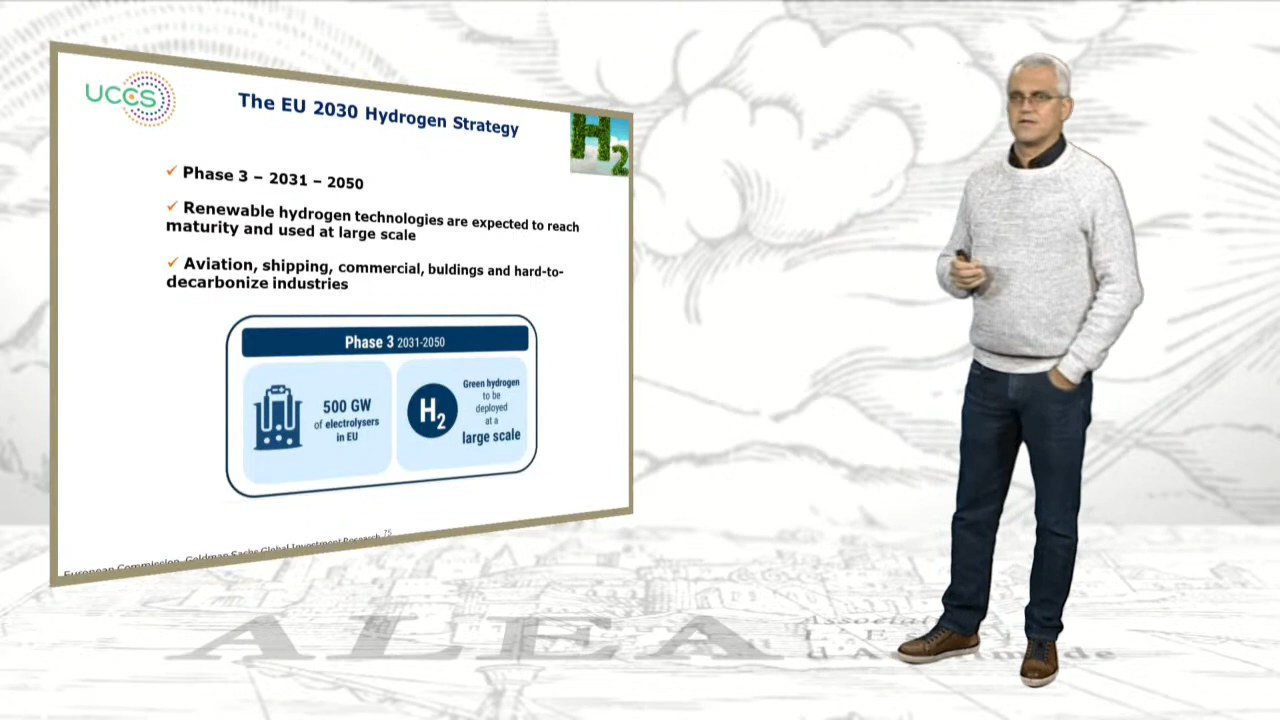 UCCS
The EU 2030 Hydrogen Strategy
H2
✓ Phase 3 – 2031 – 2050
✓ Renewable hydrogen technologies are expected to reach
maturity and used at large scale
✓ Aviation, shipping, commercial, buldings and hard-to-
decarbonize industries
Phase 3 2031-2050
500 GW
of electrolysers
in EU
H2
Green hydrogen
to be
deployed
at a
large scale
European Commission, Goldman Sachs Global Investment Research 75
ALEA